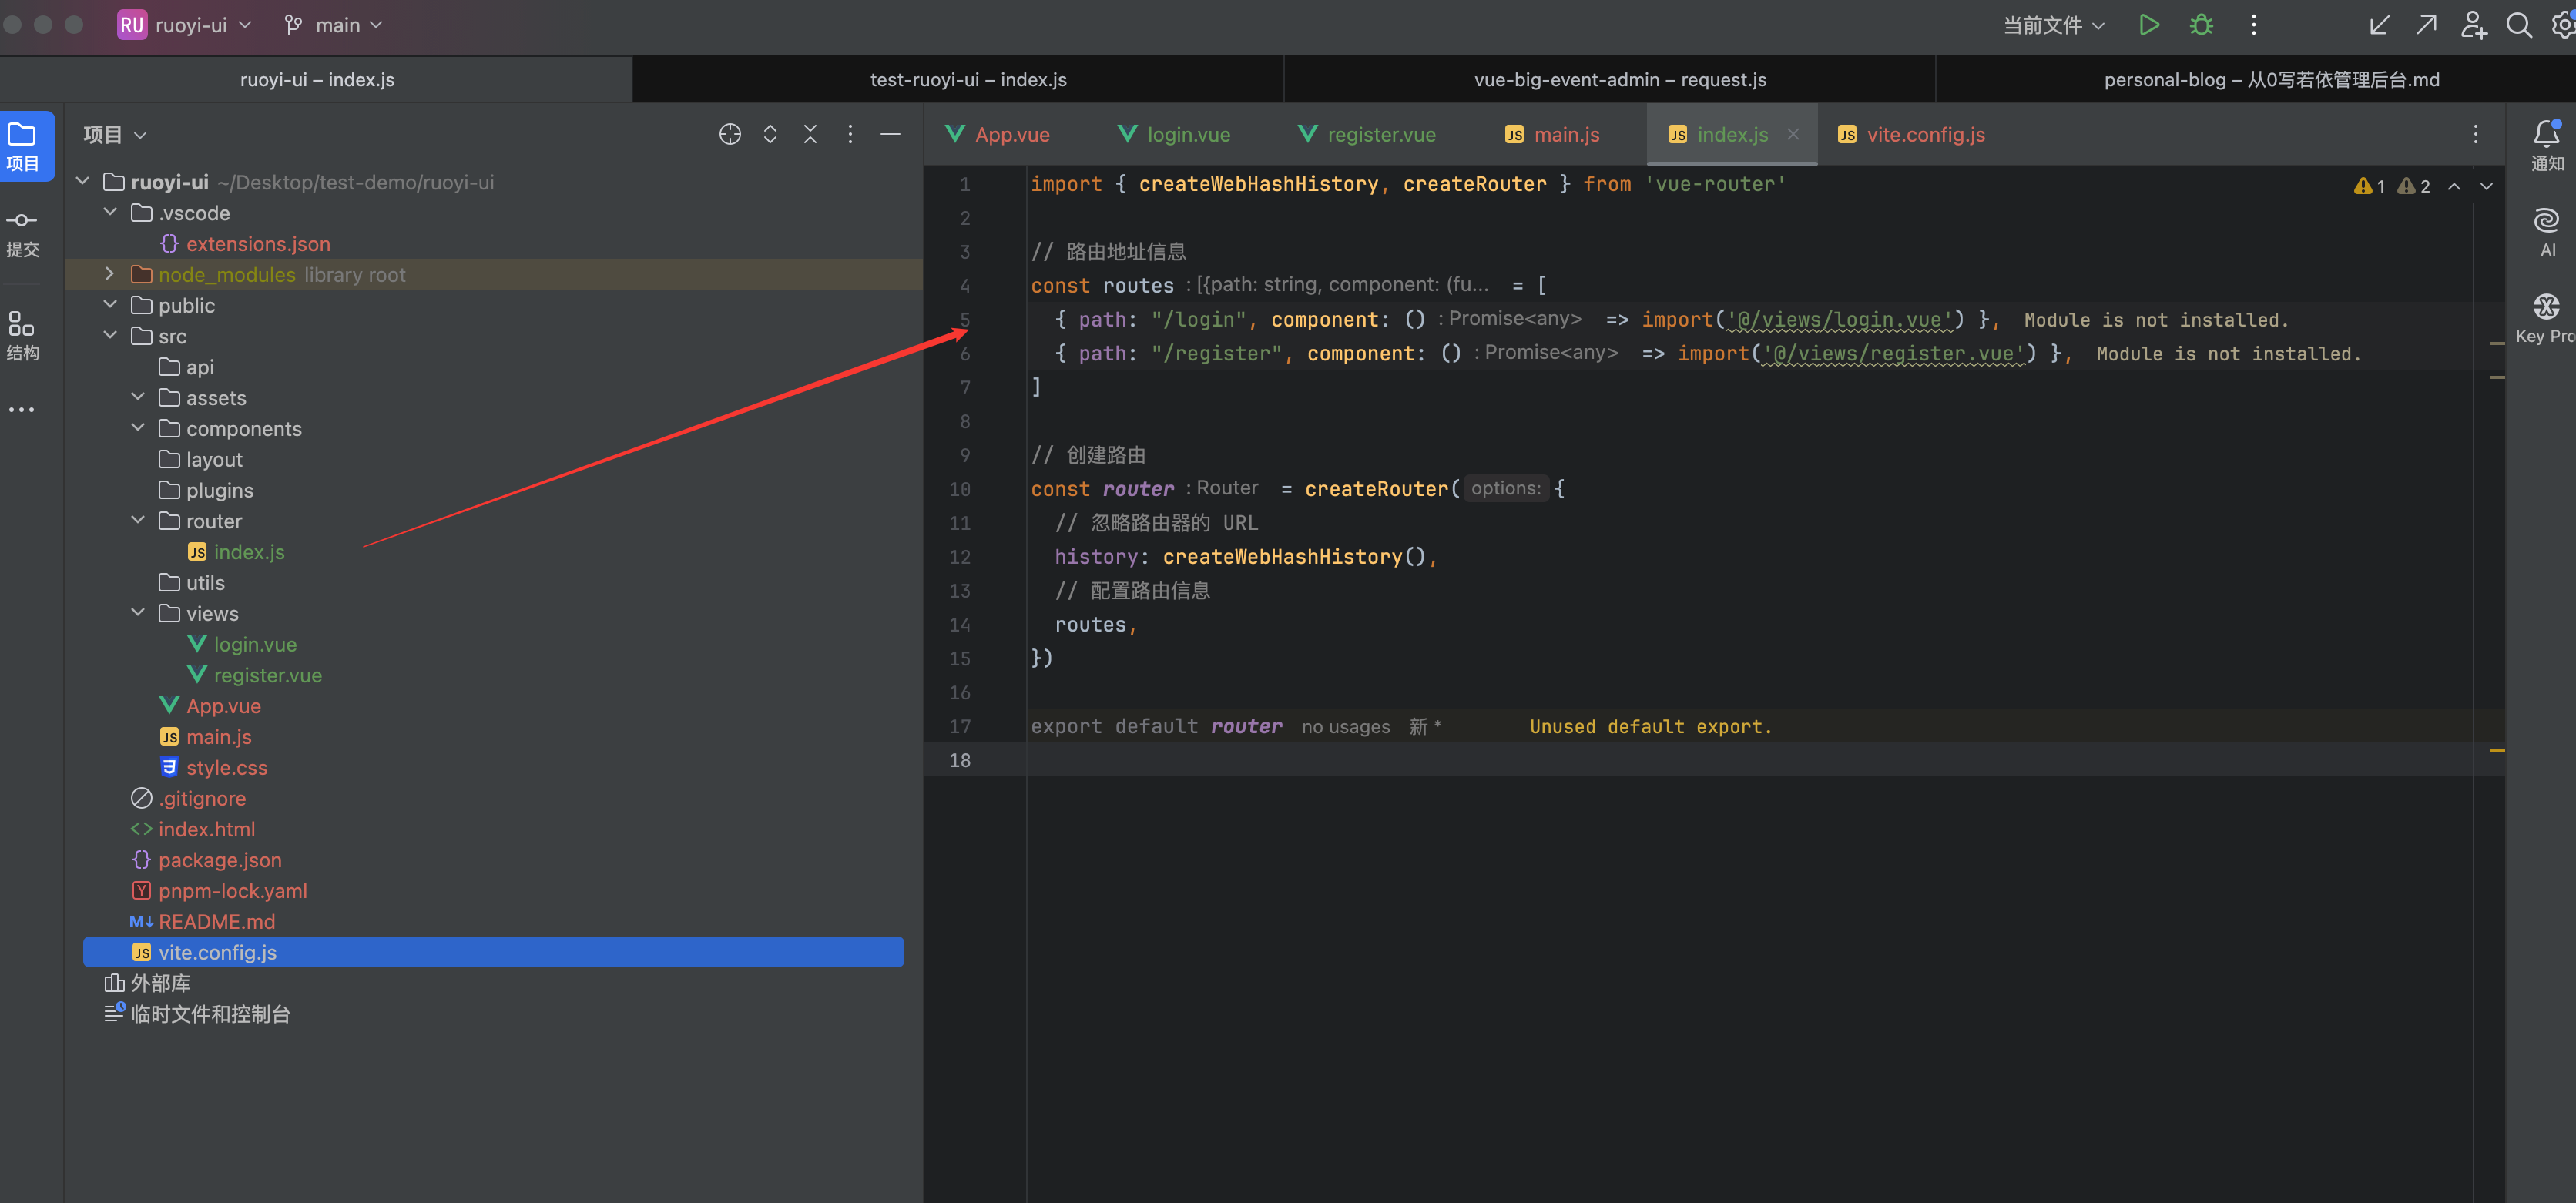 RU ruoyi-ui main 当前文件
ruoyi-ui – index.js test-ruoyi-ui – index.js vue-big-event-admin – request.js personal-blog – 从0写若依管理后台.md
项目
提交
结构
项目
ruoyi-ui ~/Desktop/test-demo/ruoyi-ui
.vscode
{} extensions.json
node_modules library root
public
src
api
assets
components
layout
plugins
router
JS index.js
utils
views
login.vue
register.vue
App.vue
JS main.js
style.css
.gitignore
<> index.html
{} package.json
Y pnpm-lock.yaml
M↓ README.md
JS vite.config.js
外部库
临时文件和控制台
App.vue login.vue register.vue JS main.js JS index.js JS vite.config.js
1 import { createWebHashHistory, createRouter } from 'vue-router'
1 2
2
3 // 路由地址信息
4 const routes : [{path: string, component: (fu... = [
5 { path: "/login", component: () : Promise<any> => import('@/views/login.vue') }, Module is not installed.
6 { path: "/register", component: () : Promise<any> => import('@/views/register.vue') }, Module is not installed.
7 ]
8
9 // 创建路由
10 const router : Router = createRouter( options: {
11 // 忽略路由器的 URL
12 history: createWebHashHistory(),
13 // 配置路由信息
14 routes,
15 })
16
17 export default router no usages 新 * Unused default export.
18
通知
AI
Key Pro